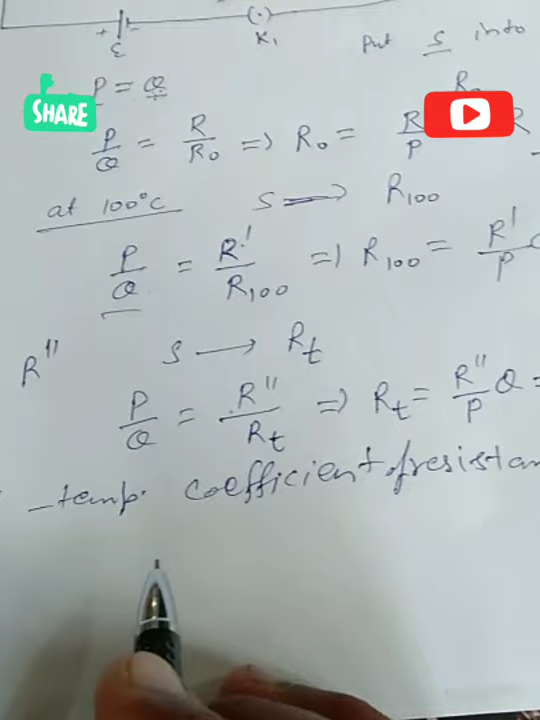 + ε K₁
Put S into
P = Q
SHARE
P/Q = R/R₀ => R₀ = R/P R
at 100°C S → R₁₀₀
P/Q = R'/R₁₀₀ => R₁₀₀ = R'/P
R" S → Rt
P/Q = R"/Rt => Rt = R"/P Q =
temp. coefficient of resistan